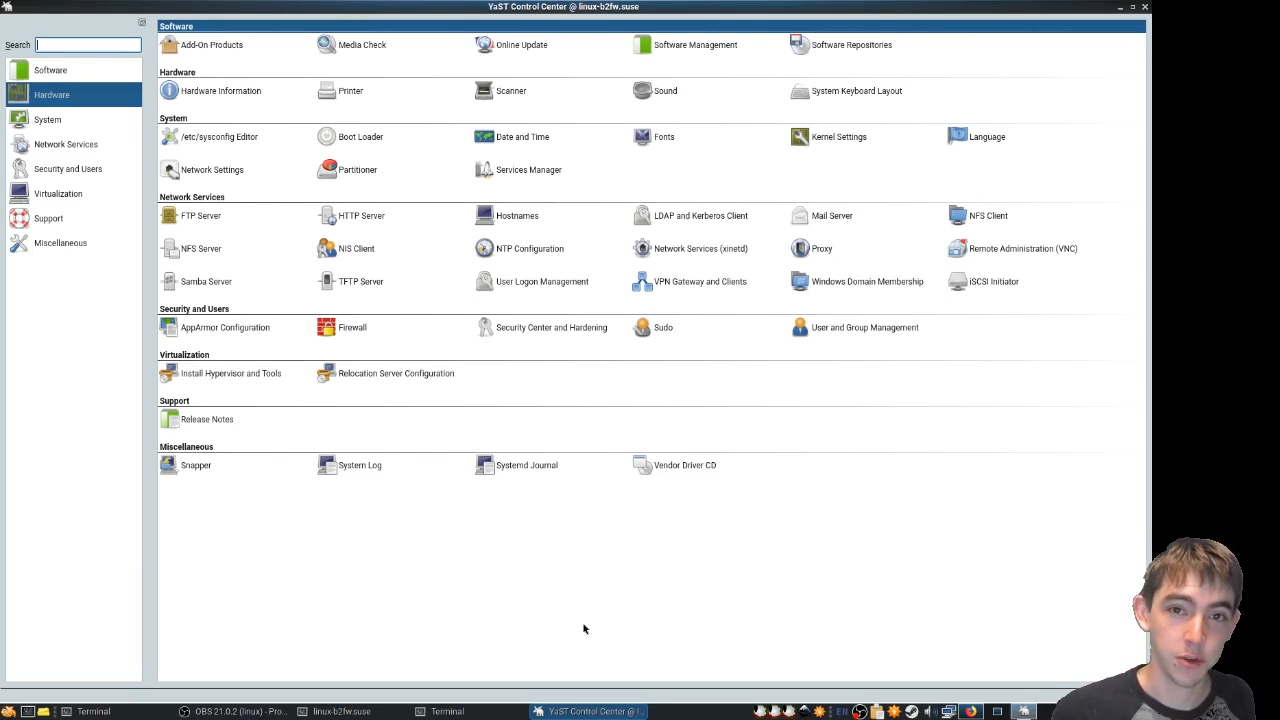 YaST Control Center @ linux-b2fw.suse
Search
Software
Hardware
System
Network Services
Security and Users
Virtualization
Support
Miscellaneous
Software
Add-On Products Media Check Online Update Software Management Software Repositories
Hardware
Hardware Information Printer Scanner Sound System Keyboard Layout
System
/etc/sysconfig Editor Boot Loader Date and Time Fonts Kernel Settings Language
Network Settings Partitioner Services Manager
Network Services
FTP Server HTTP Server Hostnames LDAP and Kerberos Client Mail Server NFS Client
NFS Server NIS Client NTP Configuration Network Services (xinetd) Proxy Remote Administration (VNC)
Samba Server TFTP Server User Logon Management VPN Gateway and Clients Windows Domain Membership iSCSI Initiator
Security and Users
AppArmor Configuration Firewall Security Center and Hardening Sudo User and Group Management
Virtualization
Install Hypervisor and Tools Relocation Server Configuration
Support
Release Notes
Miscellaneous
Snapper System Log Systemd Journal Vendor Driver CD
Terminal OBS 21.0.2 (linux) - Pro... linux-b2fw.suse Terminal YaST Control Center @ l... EN